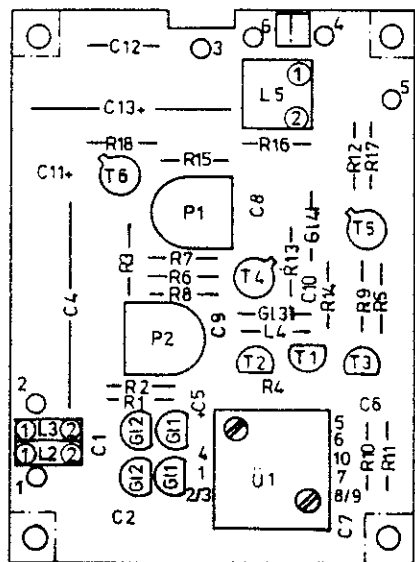 6
4
C12
3
1
L5
C13+
2
5
R18
R15
R16
R12
R17
C11+
T6
P1
C8
Gl4
T5
R3
R7
R6
R8
T4
R13
C10
R14
R9
R5
C4
Gl3
L4
P2
C9
T2
T1
T3
R2
R1
R4
C5
+
C6
2
1 L3 2
1 L2 2
1
C1
Gl2
Gl1
Gl2
Gl1
4
1
2/3
Ü1
5
6
10
7
8/9
R10
R11
C2
C7